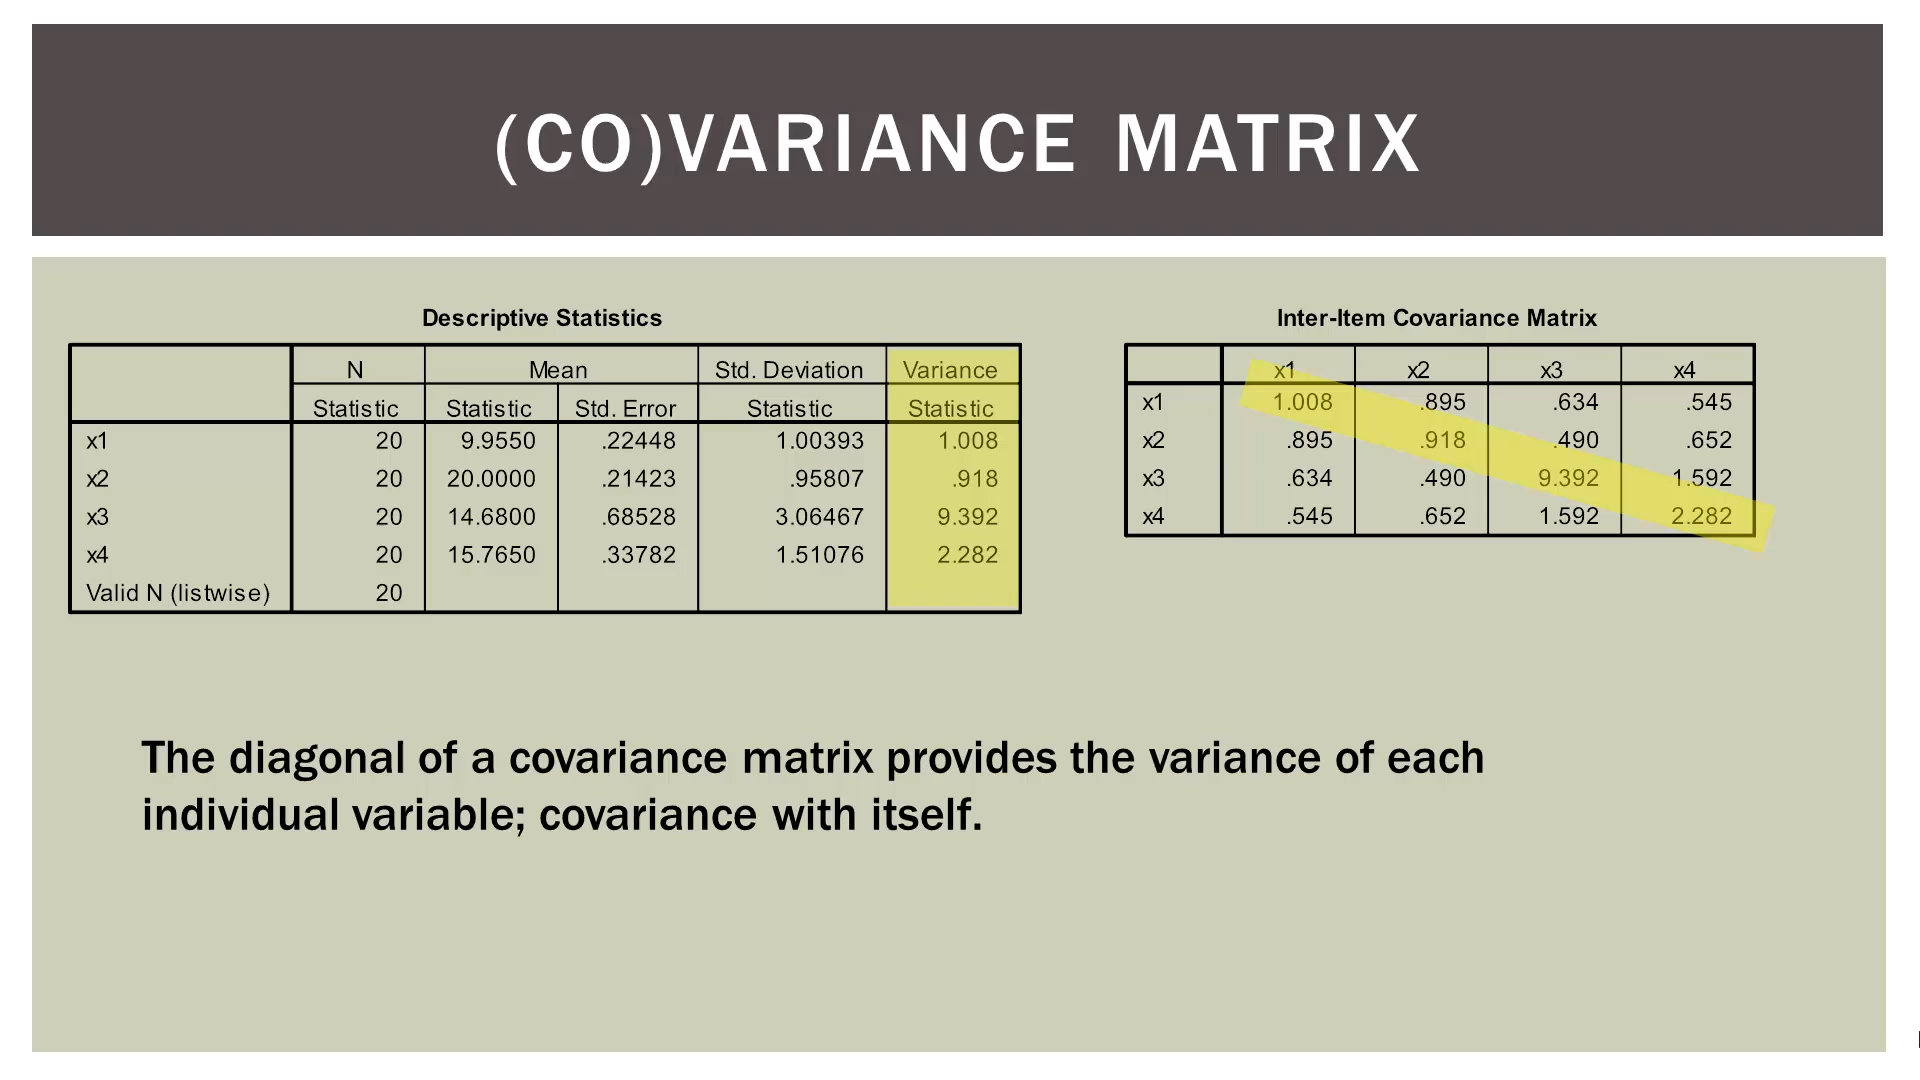 (CO)VARIANCE MATRIX
Descriptive Statistics
N Mean Std. Deviation Variance
Statistic Statistic Std. Error Statistic Statistic
x1 20 9.9550 .22448 1.00393 1.008
x2 20 20.0000 .21423 .95807 .918
x3 20 14.6800 .68528 3.06467 9.392
x4 20 15.7650 .33782 1.51076 2.282
Valid N (listwise) 20
Inter-Item Covariance Matrix
x1 x2 x3 x4
x1 1.008 .895 .634 .545
x2 .895 .918 .490 .652
x3 .634 .490 9.392 1.592
x4 .545 .652 1.592 2.282
The diagonal of a covariance matrix provides the variance of each
individual variable; covariance with itself.